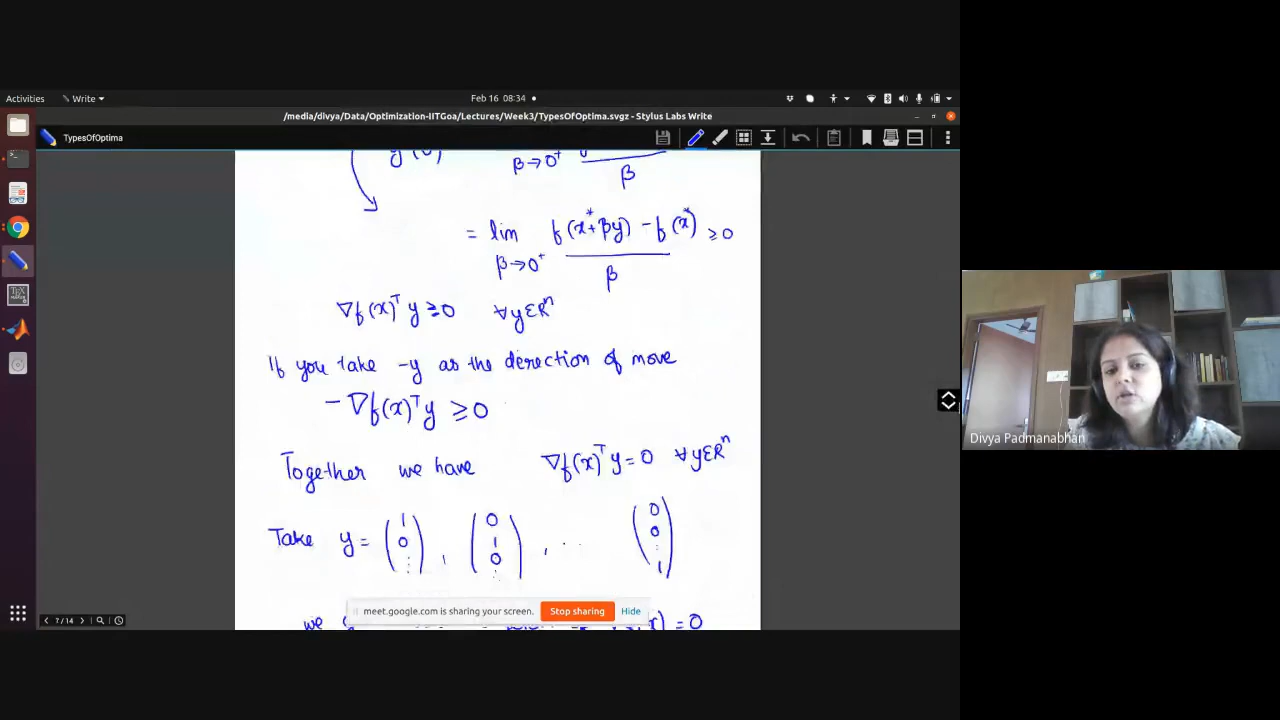 Activities Write Feb 16 08:34
/media/divya/Data/Optimization-IITGoa/Lectures/Week3/TypesOfOptima.svgz - Stylus Labs Write
TypesOfOptima
β→0⁺ β
= lim f(x*+βy) - f(x*) ≥ 0
β→0⁺ β
∇f(x)ᵀ y ≥ 0 ∀y∈Rⁿ
If you take -y as the direction of move
- ∇f(x)ᵀ y ≥ 0
Together we have ∇f(x)ᵀ y = 0 ∀y∈Rⁿ
Take y = (1 0 ⋮), (0 1 0 ⋮), ... (0 0 ⋮ 1)
meet.google.com is sharing your screen. Stop sharing Hide
we = 0
7/14
Divya Padmanabhan